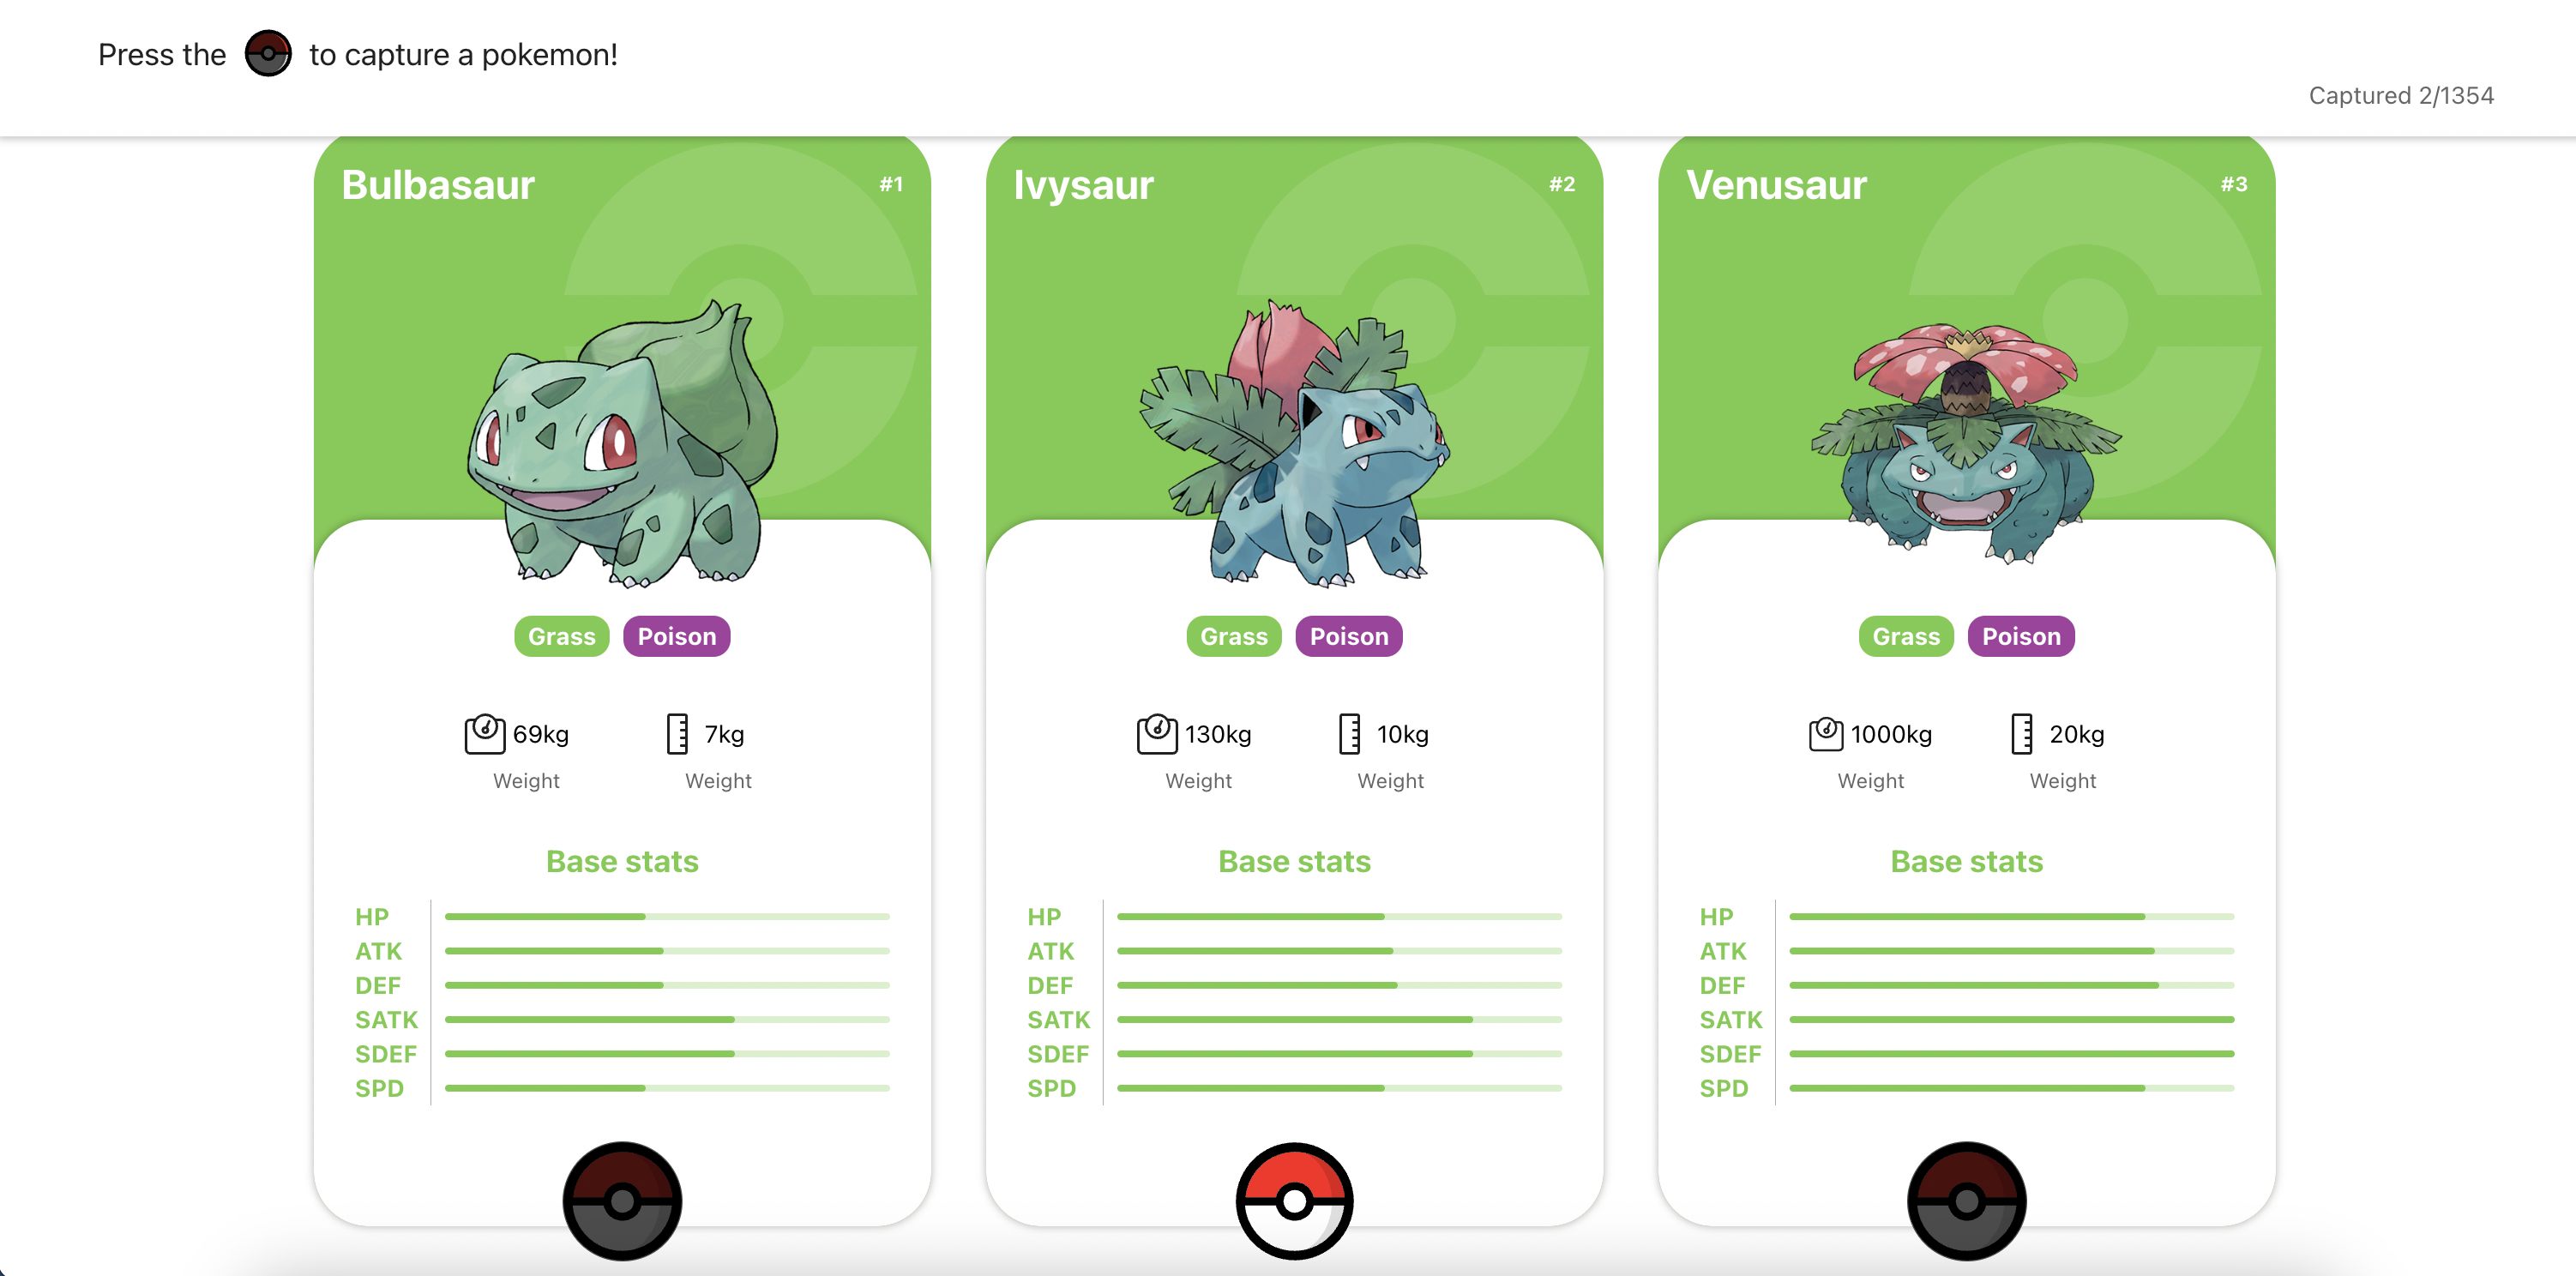 Press the to capture a pokemon!
Captured 2/1354
Bulbasaur #1
Grass Poison
69kg 7kg
Weight Weight
Base stats
HP
ATK
DEF
SATK
SDEF
SPD
Ivysaur #2
Grass Poison
130kg 10kg
Weight Weight
Base stats
HP
ATK
DEF
SATK
SDEF
SPD
Venusaur #3
Grass Poison
1000kg 20kg
Weight Weight
Base stats
HP
ATK
DEF
SATK
SDEF
SPD